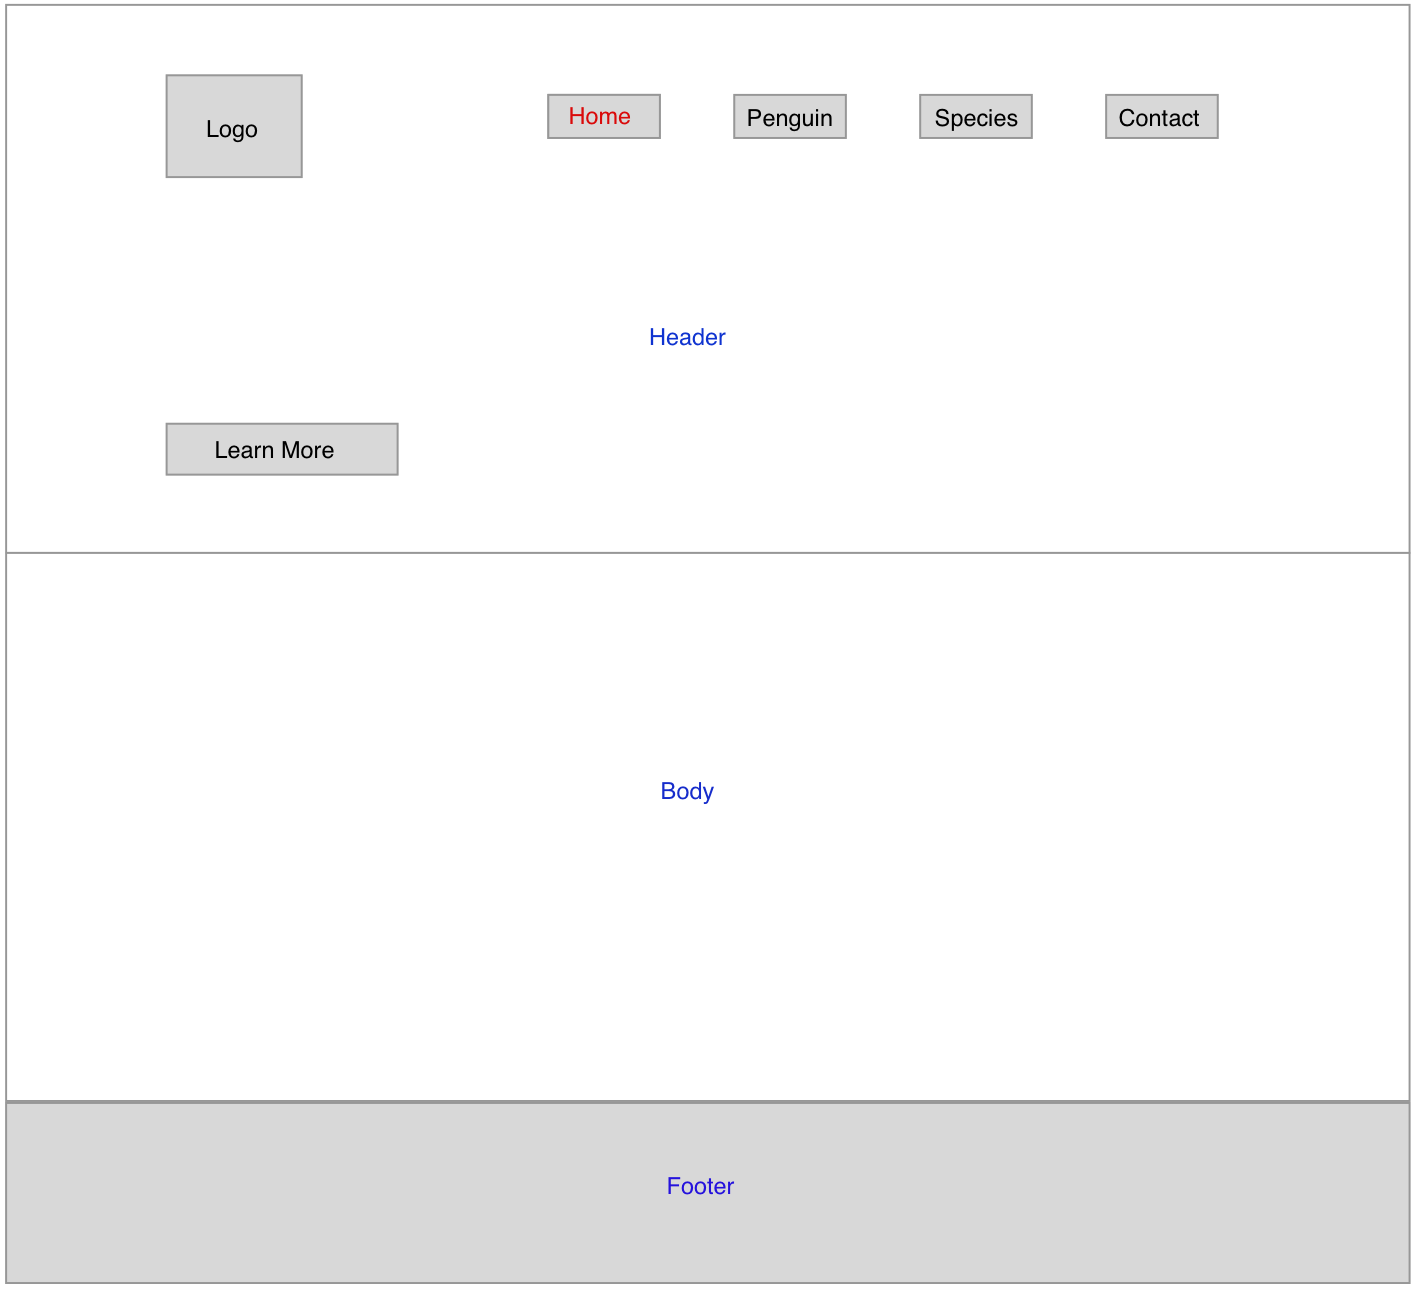 Logo
Home
Penguin
Species
Contact
Header
Learn More
Body
Footer